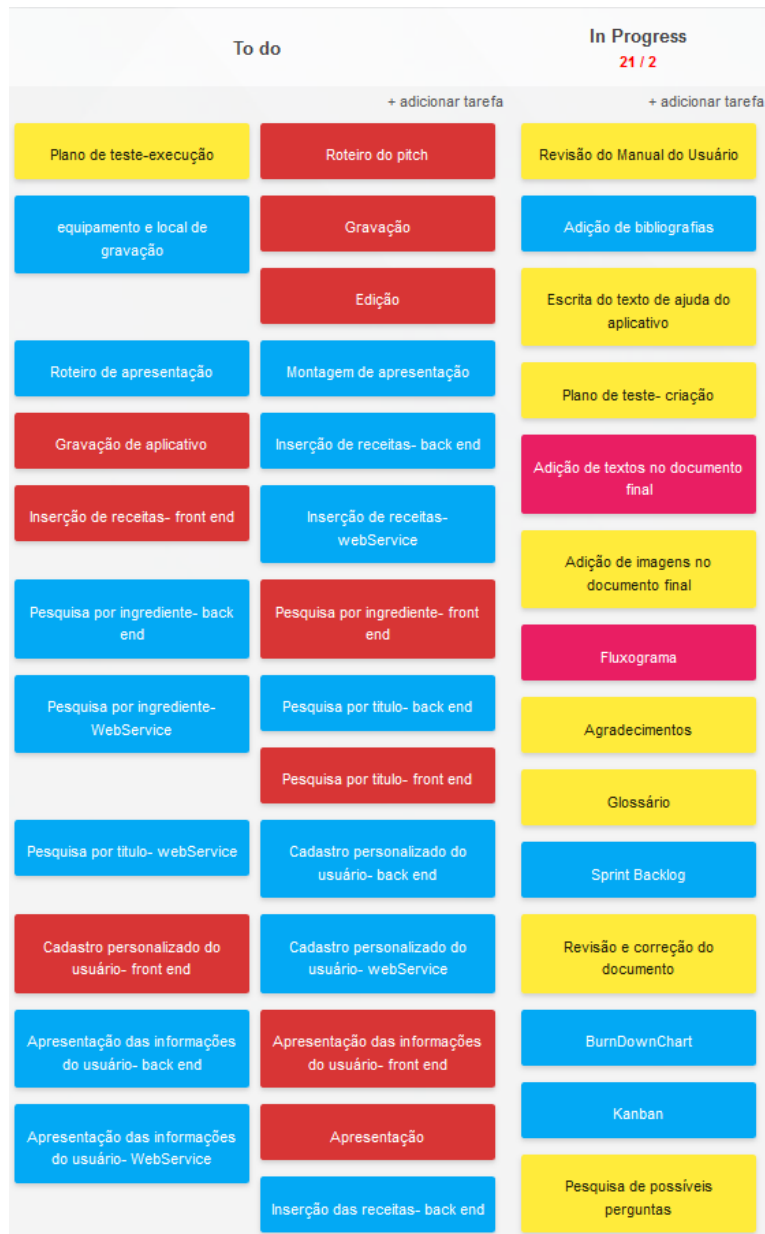 To do
In Progress
21 / 2
+ adicionar tarefa
+ adicionar tarefa
Plano de teste-execução
Roteiro do pitch
Revisão do Manual do Usuário
equipamento e local de
gravação
Gravação
Adição de bibliografias
Edição
Escrita do texto de ajuda do
aplicativo
Roteiro de apresentação
Montagem de apresentação
Plano de teste- criação
Gravação de aplicativo
Inserção de receitas- back end
Adição de textos no documento
final
Inserção de receitas- front end
Inserção de receitas-
webService
Adição de imagens no
documento final
Pesquisa por ingrediente- back
end
Pesquisa por ingrediente- front
end
Fluxograma
Pesquisa por ingrediente-
WebService
Pesquisa por titulo- back end
Agradecimentos
Pesquisa por titulo- front end
Glossário
Pesquisa por titulo- webService
Cadastro personalizado do
usuário- back end
Sprint Backlog
Cadastro personalizado do
usuário- front end
Cadastro personalizado do
usuário- webService
Revisão e correção do
documento
Apresentação das informações
do usuário- back end
Apresentação das informações
do usuário- front end
BurnDownChart
Apresentação das informações
do usuário- WebService
Apresentação
Kanban
Inserção das receitas- back end
Pesquisa de possíveis
perguntas